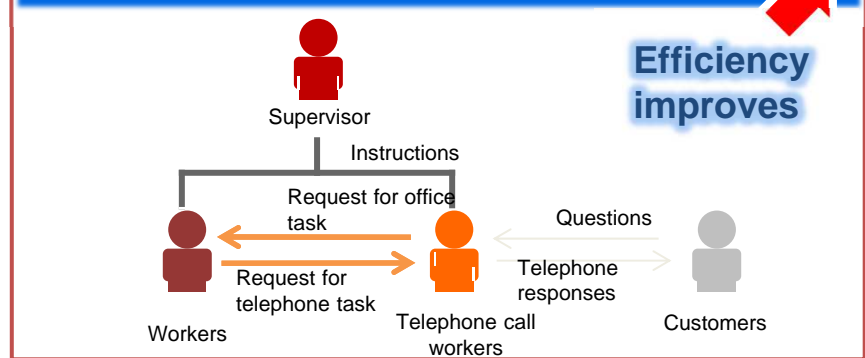 Efficiency
improves
Supervisor
Instructions
Request for office
task
Questions
Request for
telephone task
Telephone
responses
Workers
Telephone call
workers
Customers